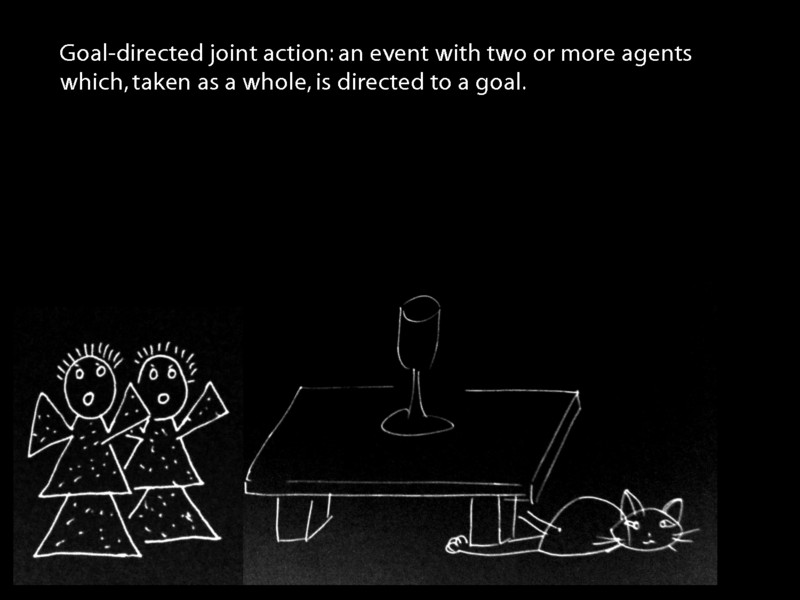 Goal-directed joint action: an event with two or more agents
which, taken as a whole, is directed to a goal.